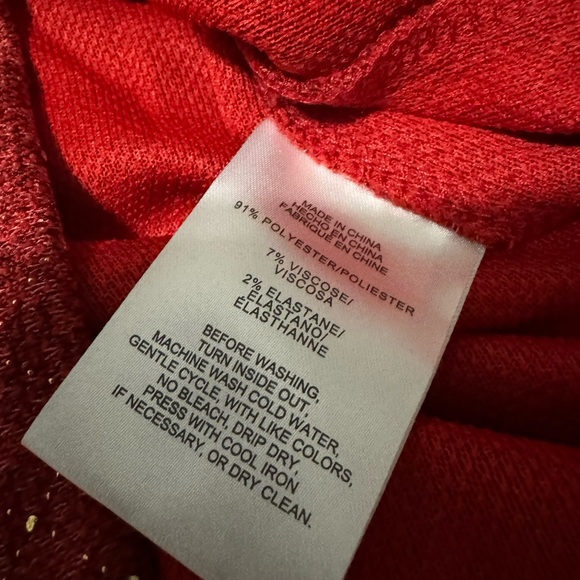 MADE IN CHINA
HECHO EN CHINA
FABRIQUÉ EN CHINE
91% POLYESTER/POLIESTER
7% VISCOSE/
VISCOSA
2% ELASTANE/
ELASTANO/
ÉLASTHANNE
BEFORE WASHING,
TURN INSIDE OUT,
MACHINE WASH COLD WATER,
GENTLE CYCLE, WITH LIKE COLORS,
NO BLEACH, DRIP DRY,
PRESS WITH COOL IRON
IF NECESSARY, OR DRY CLEAN.